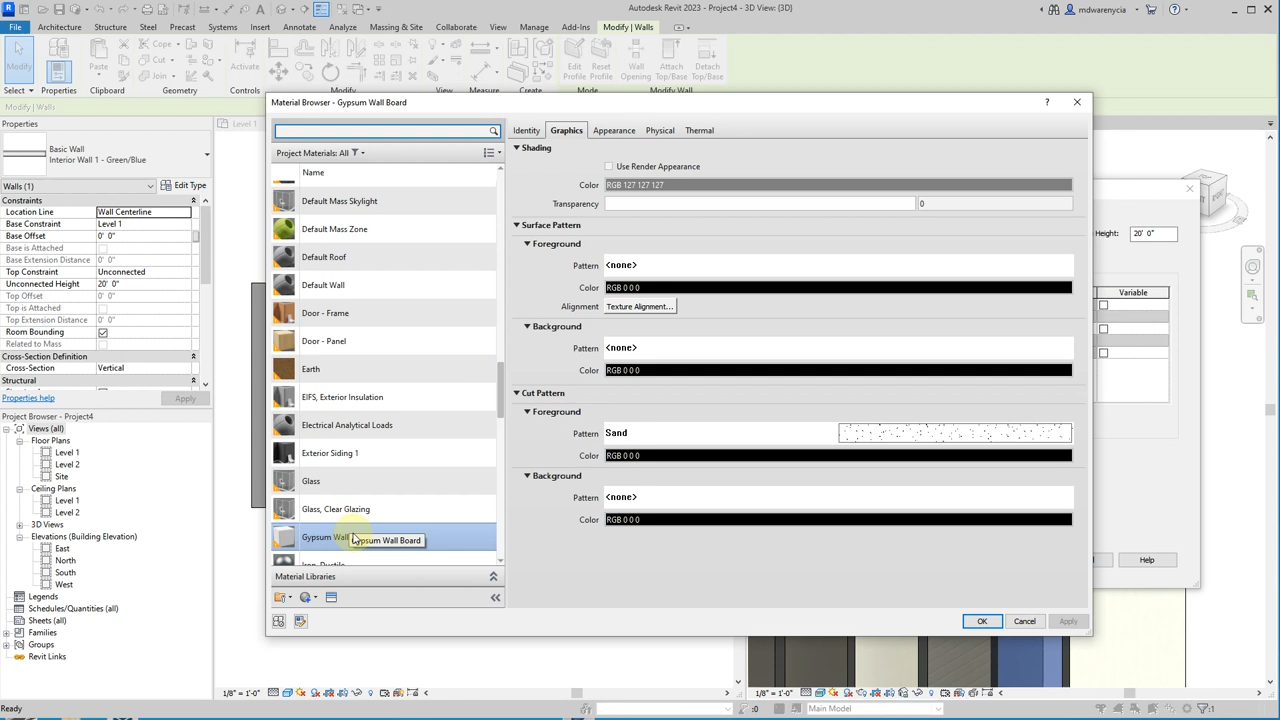 Autodesk Revit 2023 - Project4 - 3D View: {3D}
mdwarenycia
File Architecture Structure Steel Precast Systems Insert Annotate Analyze Massing & Site Collaborate View Manage Add-Ins Modify | Walls
Modify Properties Paste Cut Join Activate Edit Profile Reset Profile Wall Opening Attach Top/Base Detach Top/Base
Select Properties Clipboard Geometry Controls Modify View Measure Create Mode Modify Wall
Modify | Walls
Properties
Level 1
Basic Wall
Interior Wall 1 - Green/Blue
Walls (1) Edit Type
Constraints
Location Line Wall Centerline
Base Constraint Level 1
Base Offset 0' 0"
Base is Attached
Base Extension Distance 0' 0"
Top Constraint Unconnected
Unconnected Height 20' 0"
Top Offset 0' 0"
Top is Attached
Top Extension Distance 0' 0"
Room Bounding
Related to Mass
Cross-Section Definition
Cross-Section Vertical
Structural
Properties help Apply
Project Browser - Project4
Views (all)
Floor Plans
Level 1
Level 2
Site
Ceiling Plans
Level 1
Level 2
3D Views
Elevations (Building Elevation)
East
North
South
West
Legends
Schedules/Quantities (all)
Sheets (all)
Families
Groups
Revit Links
Material Browser - Gypsum Wall Board
Project Materials: All
Name
Default Mass Skylight
Default Mass Zone
Default Roof
Default Wall
Door - Frame
Door - Panel
Earth
EIFS, Exterior Insulation
Electrical Analytical Loads
Exterior Siding 1
Glass
Glass, Clear Glazing
Gypsum Wall
Gypsum Wall Board
Iron, Ductile
Material Libraries
Identity Graphics Appearance Physical Thermal
Shading
Use Render Appearance
Color RGB 127 127 127
Transparency 0
Surface Pattern
Foreground
Pattern <none>
Color RGB 0 0 0
Alignment Texture Alignment...
Background
Pattern <none>
Color RGB 0 0 0
Cut Pattern
Foreground
Pattern Sand
Color RGB 0 0 0
Background
Pattern <none>
Color RGB 0 0 0
OK Cancel Apply
Height: 20' 0"
Variable
Help
1/8" = 1'-0"
1/8" = 1'-0"
Ready
:0
Main Model
:1